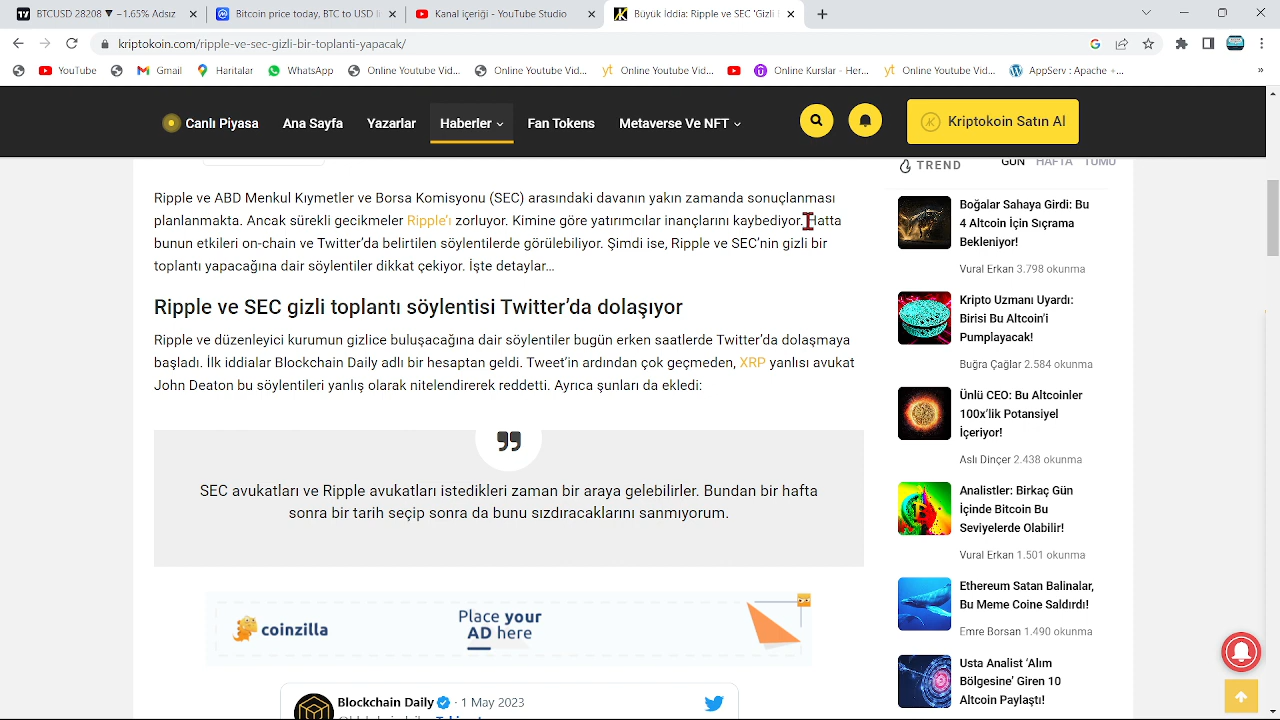 BTCUSD 28208 ▼ −1.65% Adsız
Bitcoin price today, BTC to USD li
Kanal içeriği - YouTube Studio
Büyük İddia: Ripple ve SEC 'Gizli
kriptokoin.com/ripple-ve-sec-gizli-bir-toplanti-yapacak/
YouTube
Gmail
Haritalar
WhatsApp
Online Youtube Vid...
Online Youtube Vid...
yt Online Youtube Vid...
Online Kurslar - Her...
yt Online Youtube Vid...
AppServ : Apache +...
»
Canlı Piyasa
Ana Sayfa
Yazarlar
Haberler
Fan Tokens
Metaverse Ve NFT
Kriptokoin Satın Al
Ripple ve ABD Menkul Kıymetler ve Borsa Komisyonu (SEC) arasındaki davanın yakın zamanda sonuçlanması
planlanmakta. Ancak sürekli gecikmeler Ripple'ı zorluyor. Kimine göre yatırımcılar inançlarını kaybediyor. Hatta
bunun etkileri on-chain ve Twitter'da belirtilen söylentilerde görülebiliyor. Şimdi ise, Ripple ve SEC'nin gizli bir
toplantı yapacağına dair söylentiler dikkat çekiyor. İşte detaylar…
Ripple ve SEC gizli toplantı söylentisi Twitter'da dolaşıyor
Ripple ve düzenleyici kurumun gizlice buluşacağına dair söylentiler bugün erken saatlerde Twitter'da dolaşmaya
başladı. İlk iddialar Blockchain Daily adlı bir hesaptan geldi. Tweet'in ardından çok geçmeden, XRP yanlısı avukat
John Deaton bu söylentileri yanlış olarak nitelendirerek reddetti. Ayrıca şunları da ekledi:
SEC avukatları ve Ripple avukatları istedikleri zaman bir araya gelebilirler. Bundan bir hafta
sonra bir tarih seçip sonra da bunu sızdıracaklarını sanmıyorum.
coinzilla
Place your
AD here
Blockchain Daily · 1 May 2023
TREND
GÜN
HAFTA
TÜMÜ
Boğalar Sahaya Girdi: Bu
4 Altcoin İçin Sıçrama
Bekleniyor!
Vural Erkan 3.798 okunma
Kripto Uzmanı Uyardı:
Birisi Bu Altcoin'i
Pumplayacak!
Buğra Çağlar 2.584 okunma
Ünlü CEO: Bu Altcoinler
100x'lik Potansiyel
İçeriyor!
Aslı Dinçer 2.438 okunma
Analistler: Birkaç Gün
İçinde Bitcoin Bu
Seviyelerde Olabilir!
Vural Erkan 1.501 okunma
Ethereum Satan Balinalar,
Bu Meme Coine Saldırdı!
Emre Borsan 1.490 okunma
Usta Analist 'Alım
Bölgesine' Giren 10
Altcoin Paylaştı!